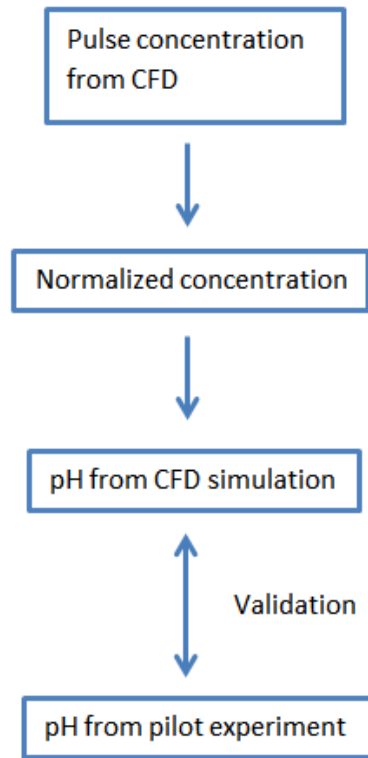 Pulse concentration
from CFD
Normalized concentration
pH from CFD simulation
Validation
pH from pilot experiment